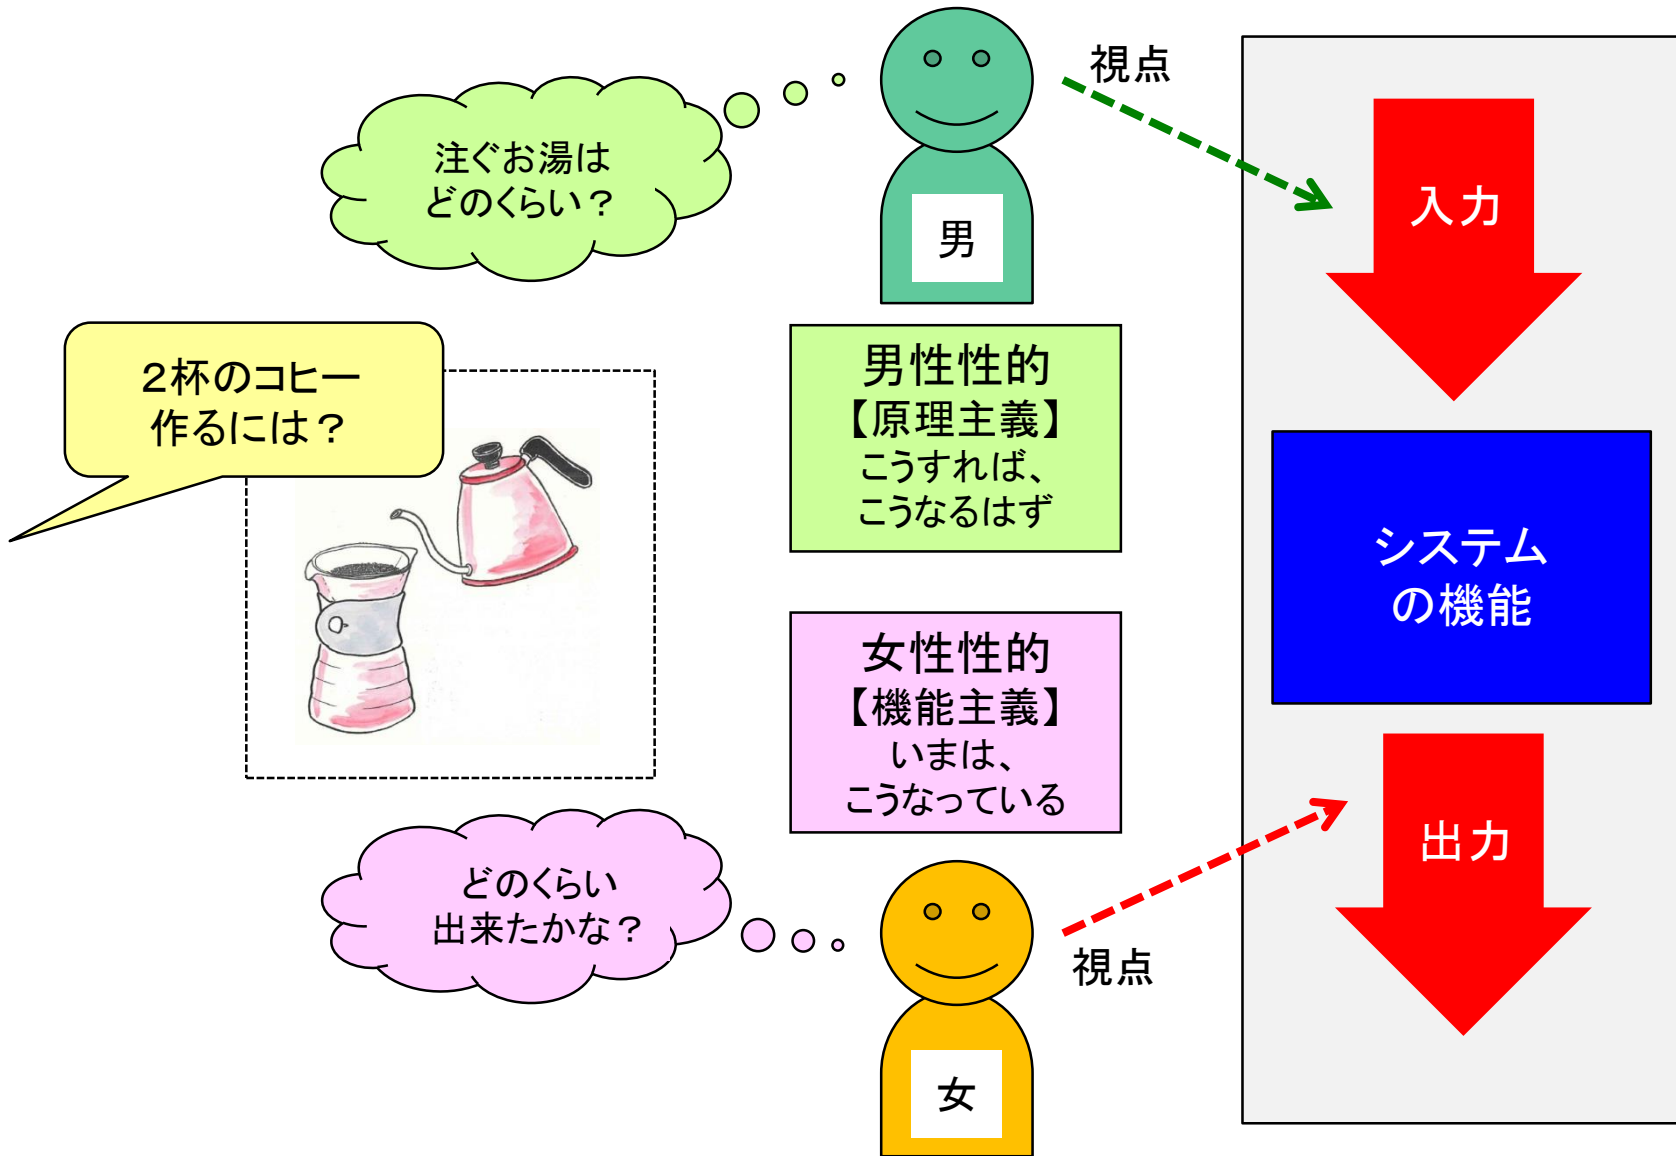 視点
注ぐお湯は
どのくらい？
男
入力
２杯のコヒー
作るには？
男性性的
【原理主義】
こうすれば、
こうなるはず
システム
の機能
女性性的
【機能主義】
いまは、
こうなっている
出力
どのくらい
出来たかな？
視点
女